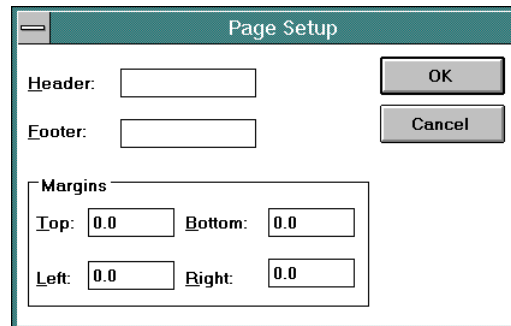 Page Setup
Header:
OK
Footer:
Cancel
Margins
Top: 0.0 Bottom: 0.0
Left: 0.0 Right: 0.0